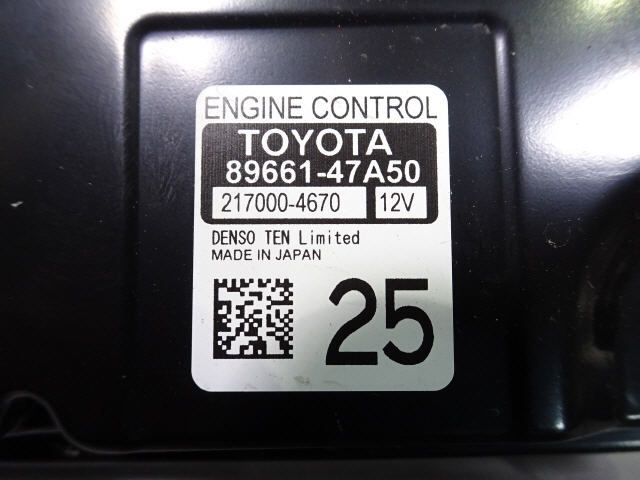 ENGINE CONTROL
TOYOTA
89661-47A50
217000-4670 12V
DENSO TEN Limited
MADE IN JAPAN
25